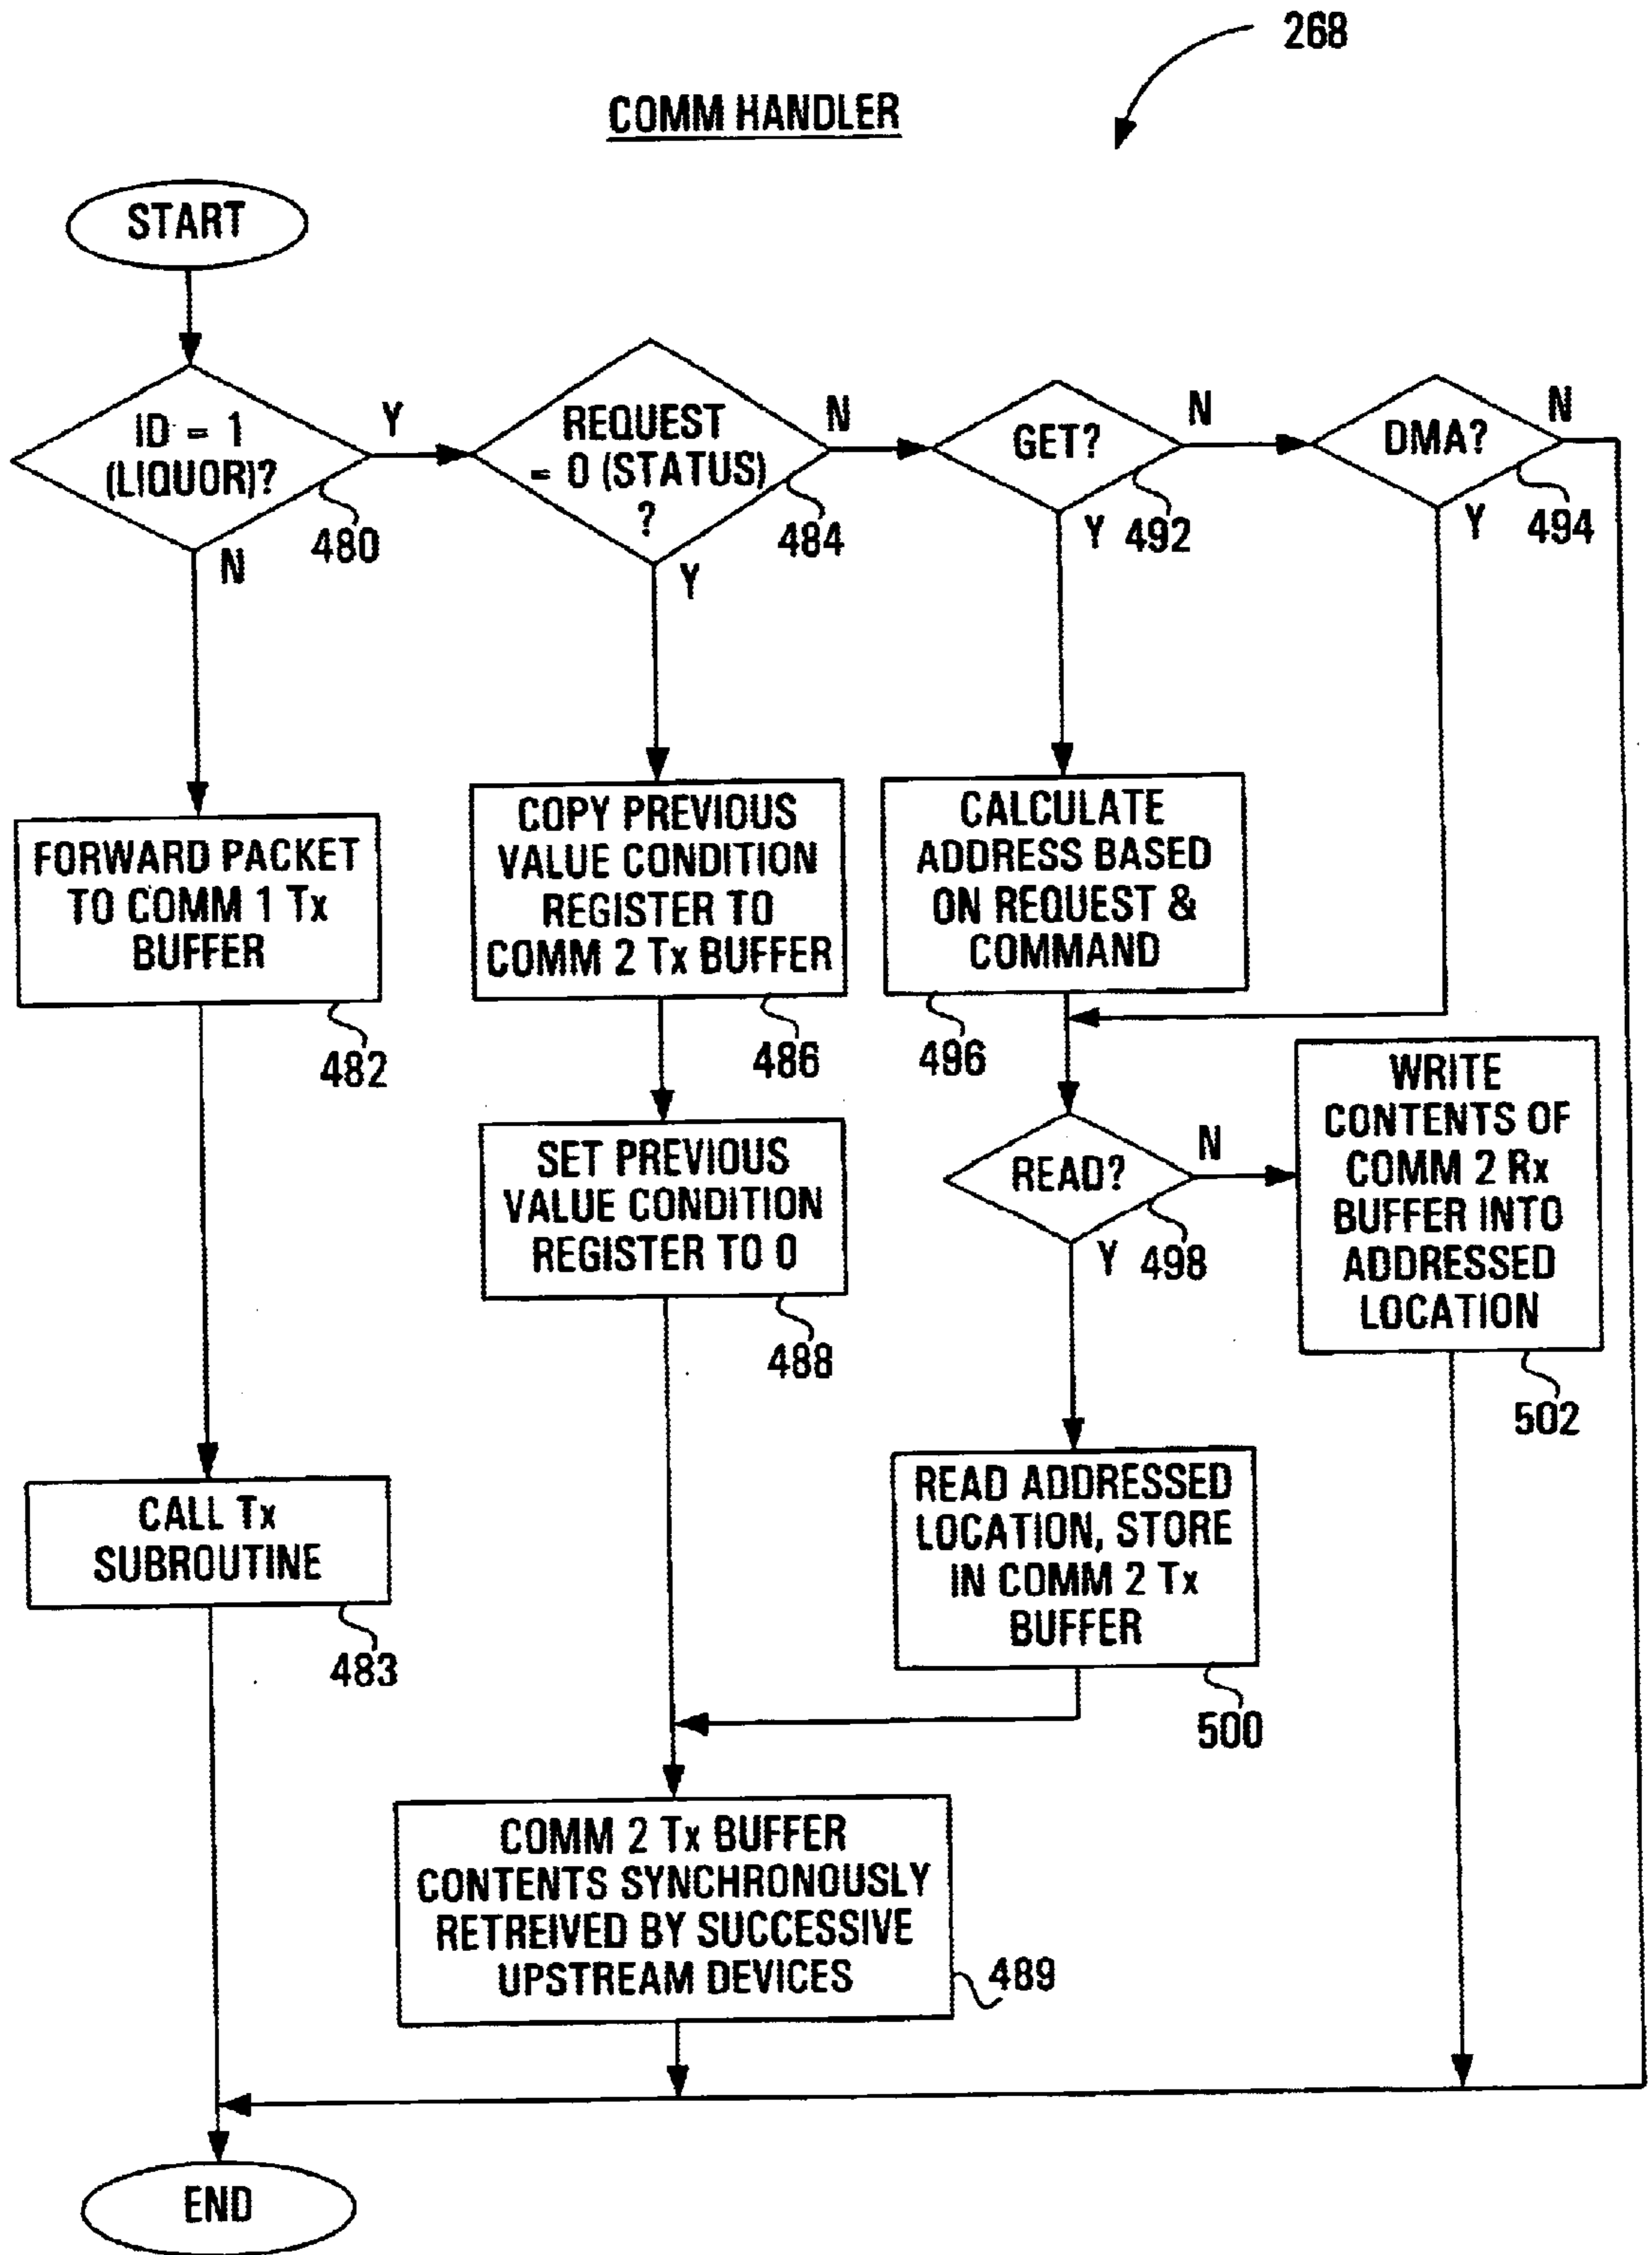 268
COMM HANDLER
START
ID = 1
(LIQUOR)?
480
Y
N
REQUEST
= 0 (STATUS)
?
484
N
Y
GET?
492
N
Y
DMA?
494
N
Y
FORWARD PACKET
TO COMM 1 Tx
BUFFER
482
COPY PREVIOUS
VALUE CONDITION
REGISTER TO
COMM 2 Tx BUFFER
486
CALCULATE
ADDRESS BASED
ON REQUEST &
COMMAND
496
SET PREVIOUS
VALUE CONDITION
REGISTER TO 0
488
READ?
498
N
Y
WRITE
CONTENTS OF
COMM 2 Rx
BUFFER INTO
ADDRESSED
LOCATION
502
CALL Tx
SUBROUTINE
483
READ ADDRESSED
LOCATION, STORE
IN COMM 2 Tx
BUFFER
500
COMM 2 Tx BUFFER
CONTENTS SYNCHRONOUSLY
RETREIVED BY SUCCESSIVE
UPSTREAM DEVICES
489
END